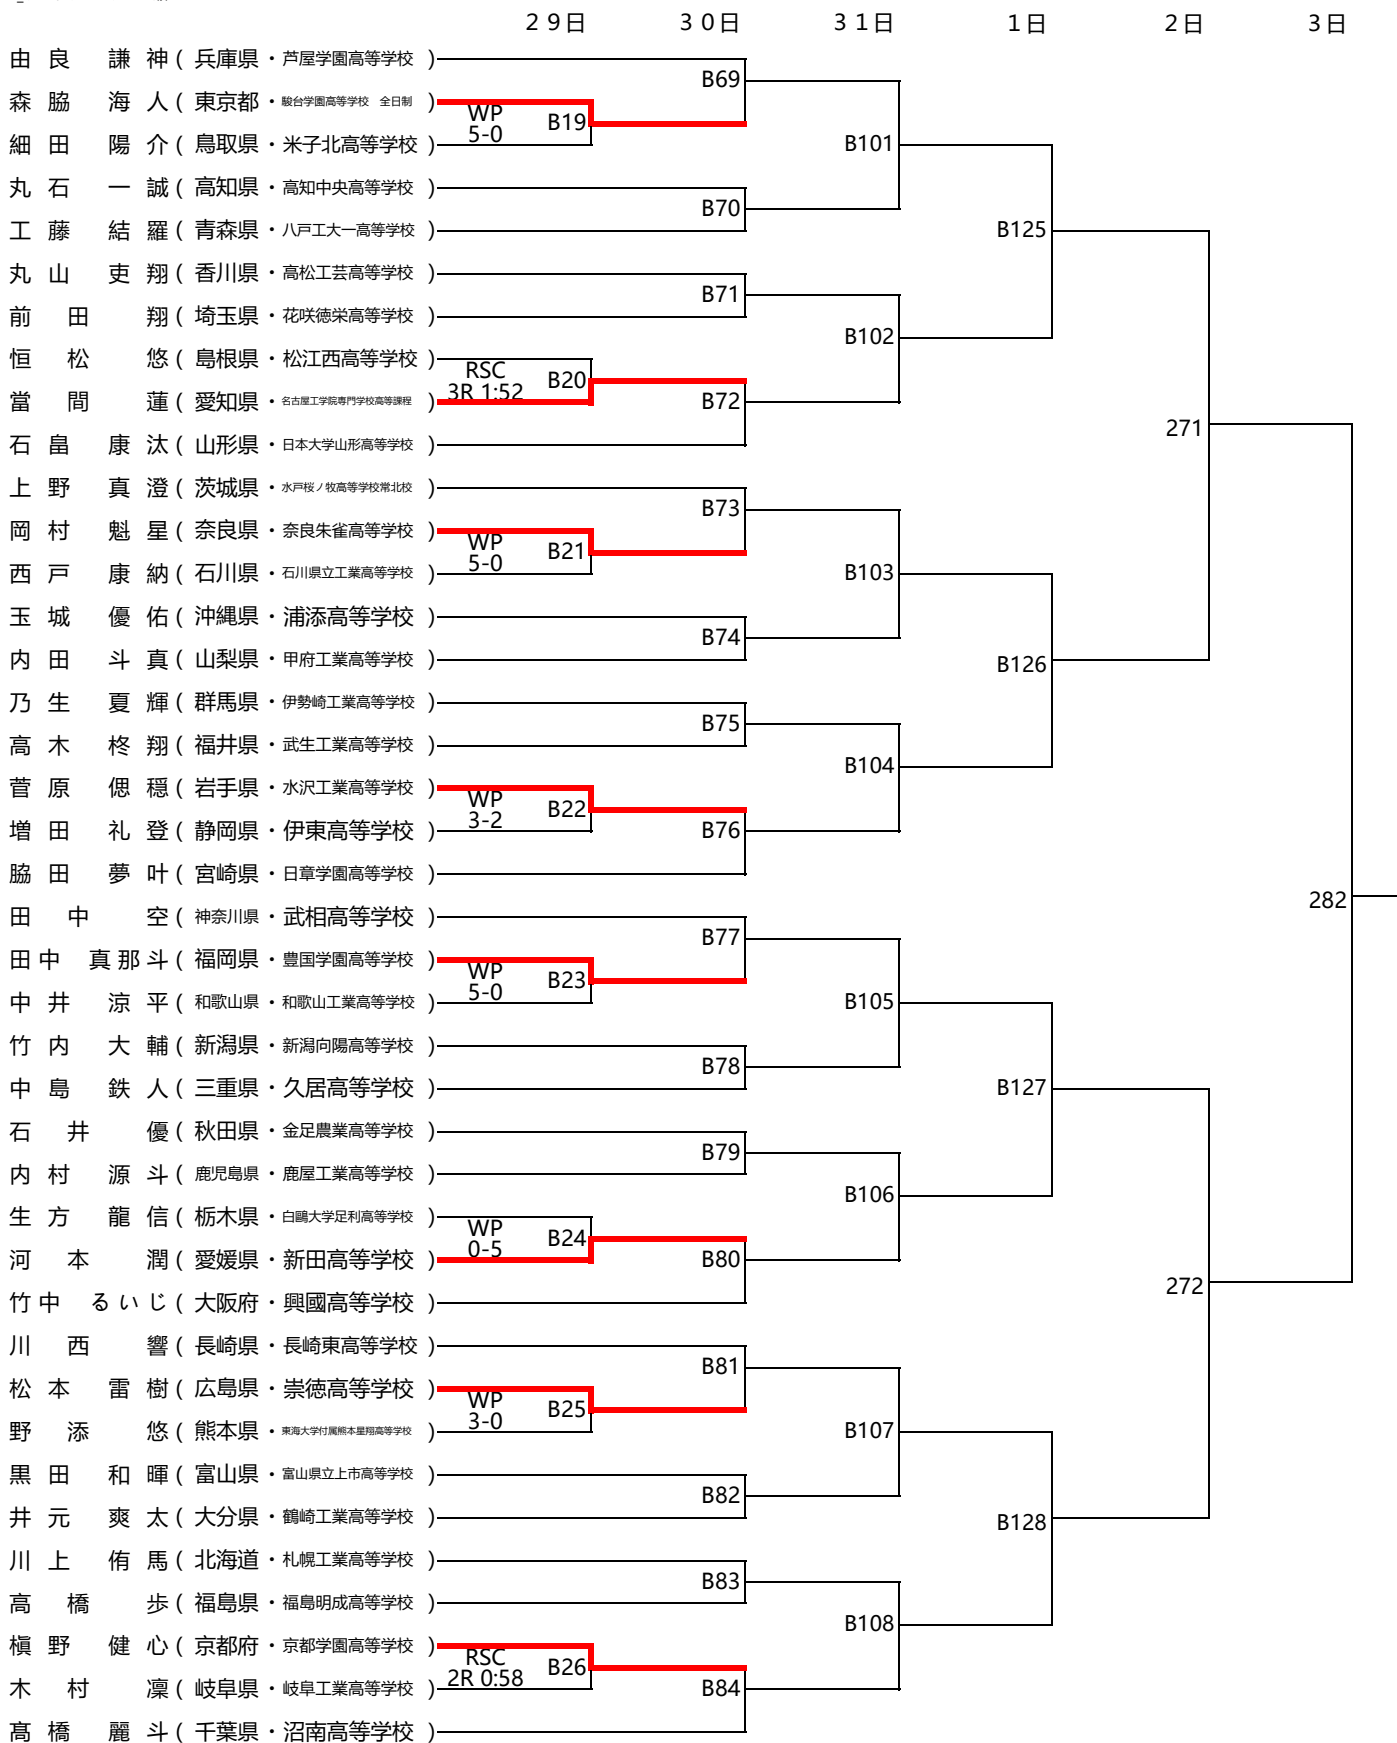 ２９日 ３０日 ３１日 １日 ２日 ３日
由良 謙神 ( 兵庫県 ・ 芦屋学園高等学校 )
B69
森脇 海人 ( 東京都 ・ 駿台学園高等学校 全日制 )
WP 5-0 B19
細田 陽介 ( 鳥取県 ・ 米子北高等学校 )
B101
丸石 一誠 ( 高知県 ・ 高知中央高等学校 )
B70
工藤 結羅 ( 青森県 ・ 八戸工大一高等学校 )
B125
丸山 吏翔 ( 香川県 ・ 高松工芸高等学校 )
B71
前田 翔 ( 埼玉県 ・ 花咲徳栄高等学校 )
B102
恒松 悠 ( 島根県 ・ 松江西高等学校 )
RSC 3R 1:52 B20
當間 蓮 ( 愛知県 ・ 名古屋工学院専門学校高等課程 )
B72
271
石畠 康汰 ( 山形県 ・ 日本大学山形高等学校 )
上野 真澄 ( 茨城県 ・ 水戸桜ノ牧高等学校常北校 )
B73
岡村 魁星 ( 奈良県 ・ 奈良朱雀高等学校 )
WP 5-0 B21
西戸 康納 ( 石川県 ・ 石川県立工業高等学校 )
B103
玉城 優佑 ( 沖縄県 ・ 浦添高等学校 )
B74
内田 斗真 ( 山梨県 ・ 甲府工業高等学校 )
B126
乃生 夏輝 ( 群馬県 ・ 伊勢崎工業高等学校 )
B75
高木 柊翔 ( 福井県 ・ 武生工業高等学校 )
B104
菅原 偲穏 ( 岩手県 ・ 水沢工業高等学校 )
WP 3-2 B22
増田 礼登 ( 静岡県 ・ 伊東高等学校 )
B76
脇田 夢叶 ( 宮崎県 ・ 日章学園高等学校 )
282
田中 空 ( 神奈川県 ・ 武相高等学校 )
B77
田中 真那斗 ( 福岡県 ・ 豊国学園高等学校 )
WP 5-0 B23
中井 涼平 ( 和歌山県 ・ 和歌山工業高等学校 )
B105
竹内 大輔 ( 新潟県 ・ 新潟向陽高等学校 )
B78
中島 鉄人 ( 三重県 ・ 久居高等学校 )
B127
石井 優 ( 秋田県 ・ 金足農業高等学校 )
B79
内村 源斗 ( 鹿児島県 ・ 鹿屋工業高等学校 )
B106
生方 龍信 ( 栃木県 ・ 白鷗大学足利高等学校 )
WP 0-5 B24
河本 潤 ( 愛媛県 ・ 新田高等学校 )
B80
272
竹中 るいじ ( 大阪府 ・ 興國高等学校 )
川西 響 ( 長崎県 ・ 長崎東高等学校 )
B81
松本 雷樹 ( 広島県 ・ 崇徳高等学校 )
WP 3-0 B25
野添 悠 ( 熊本県 ・ 東海大学付属熊本星翔高等学校 )
B107
黒田 和暉 ( 富山県 ・ 富山県立上市高等学校 )
B82
井元 爽太 ( 大分県 ・ 鶴崎工業高等学校 )
B128
川上 侑馬 ( 北海道 ・ 札幌工業高等学校 )
B83
高橋 歩 ( 福島県 ・ 福島明成高等学校 )
B108
槇野 健心 ( 京都府 ・ 京都学園高等学校 )
RSC 2R 0:58 B26
木村 凜 ( 岐阜県 ・ 岐阜工業高等学校 )
B84
髙橋 麗斗 ( 千葉県 ・ 沼南高等学校 )